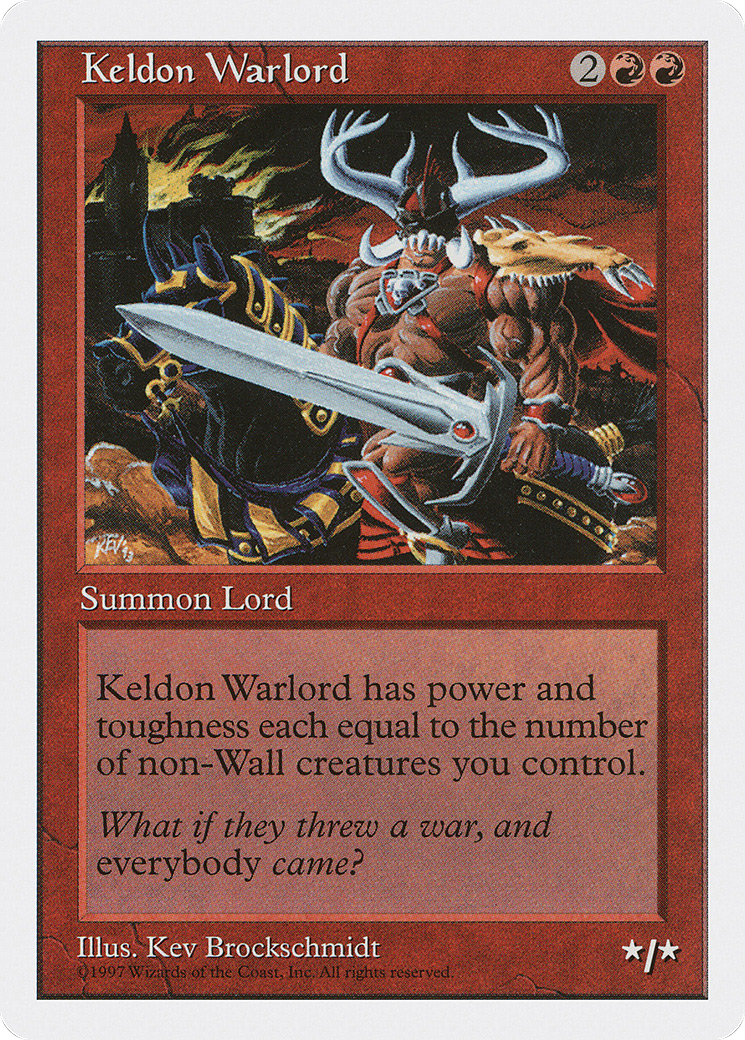 Keldon Warlord
2
KEV '93
Summon Lord
Keldon Warlord has power and
toughness each equal to the number
of non-Wall creatures you control.
What if they threw a war, and
everybody came?
Illus. Kev Brockschmidt
★/★
©1997 Wizards of the Coast, Inc. All rights reserved.